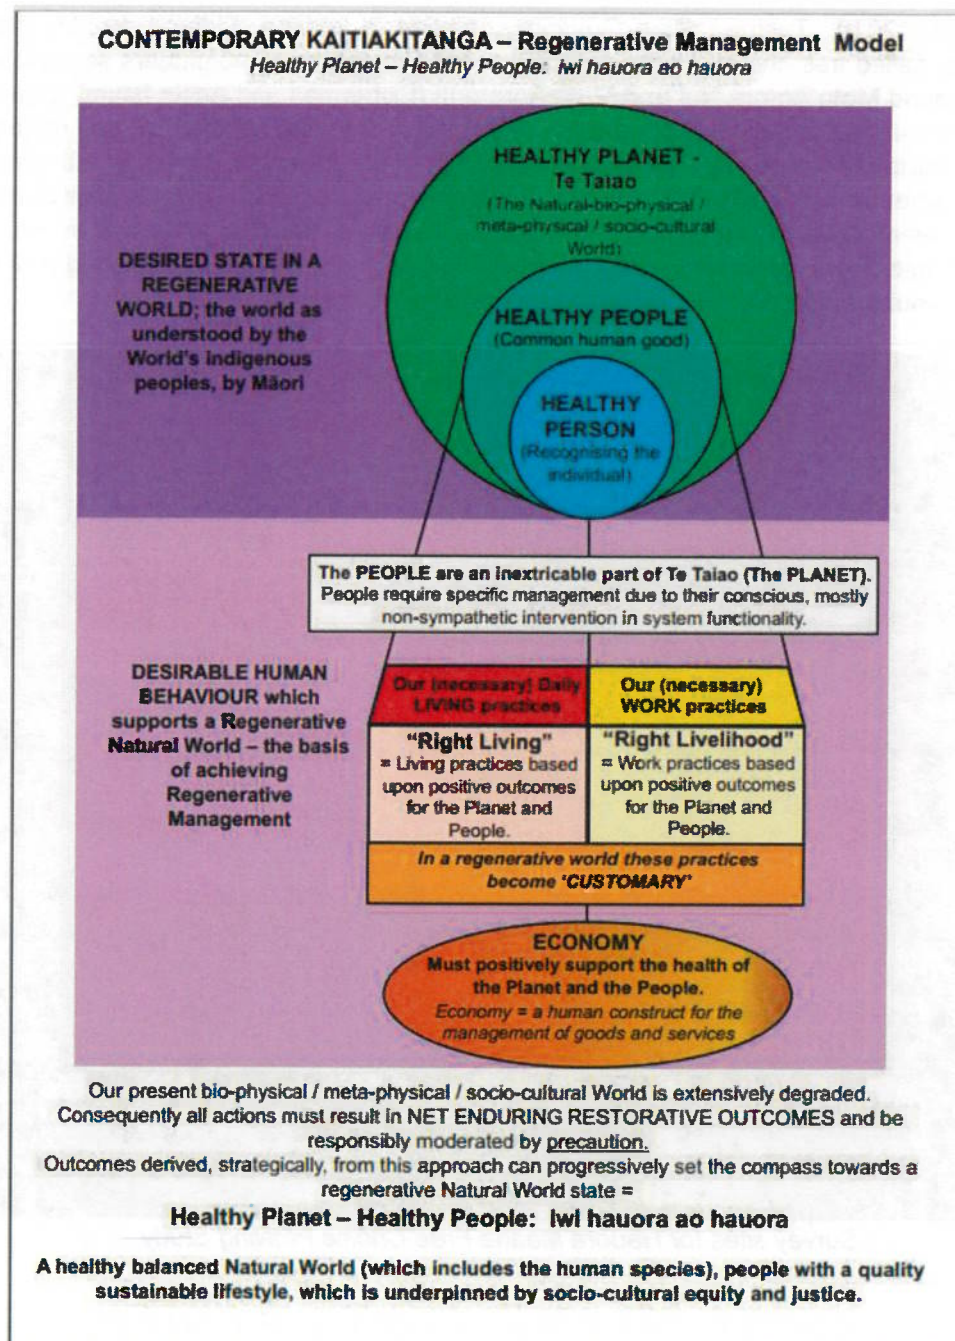 CONTEMPORARY KAITIAKITANGA – Regenerative Management Model
Healthy Planet – Healthy People: Iwi hauora ao hauora
HEALTHY PLANET -
Te Taiao
(The Natural-bio-physical /
meta-physical / socio-cultural
World)
DESIRED STATE IN A
REGENERATIVE
WORLD; the world as
understood by the
World's indigenous
peoples, by Māori
HEALTHY PEOPLE
(Common human good)
HEALTHY
PERSON
(Recognising the
individual)
The PEOPLE are an inextricable part of Te Taiao (The PLANET).
People require specific management due to their conscious, mostly
non-sympathetic intervention in system functionality.
DESIRABLE HUMAN
BEHAVIOUR which
supports a Regenerative
Natural World – the basis
of achieving
Regenerative
Management
Our (necessary) Daily
LIVING practices
"Right Living"
= Living practices based
upon positive outcomes
for the Planet and
People.
Our (necessary)
WORK practices
"Right Livelihood"
= Work practices based
upon positive outcomes
for the Planet and
People.
In a regenerative world these practices
become 'CUSTOMARY'
ECONOMY
Must positively support the health of
the Planet and the People.
Economy = a human construct for the
management of goods and services
Our present bio-physical / meta-physical / socio-cultural World is extensively degraded.
Consequently all actions must result in NET ENDURING RESTORATIVE OUTCOMES and be
responsibly moderated by precaution.
Outcomes derived, strategically, from this approach can progressively set the compass towards a
regenerative Natural World state =
Healthy Planet – Healthy People: Iwi hauora ao hauora
A healthy balanced Natural World (which includes the human species), people with a quality
sustainable lifestyle, which is underpinned by socio-cultural equity and justice.